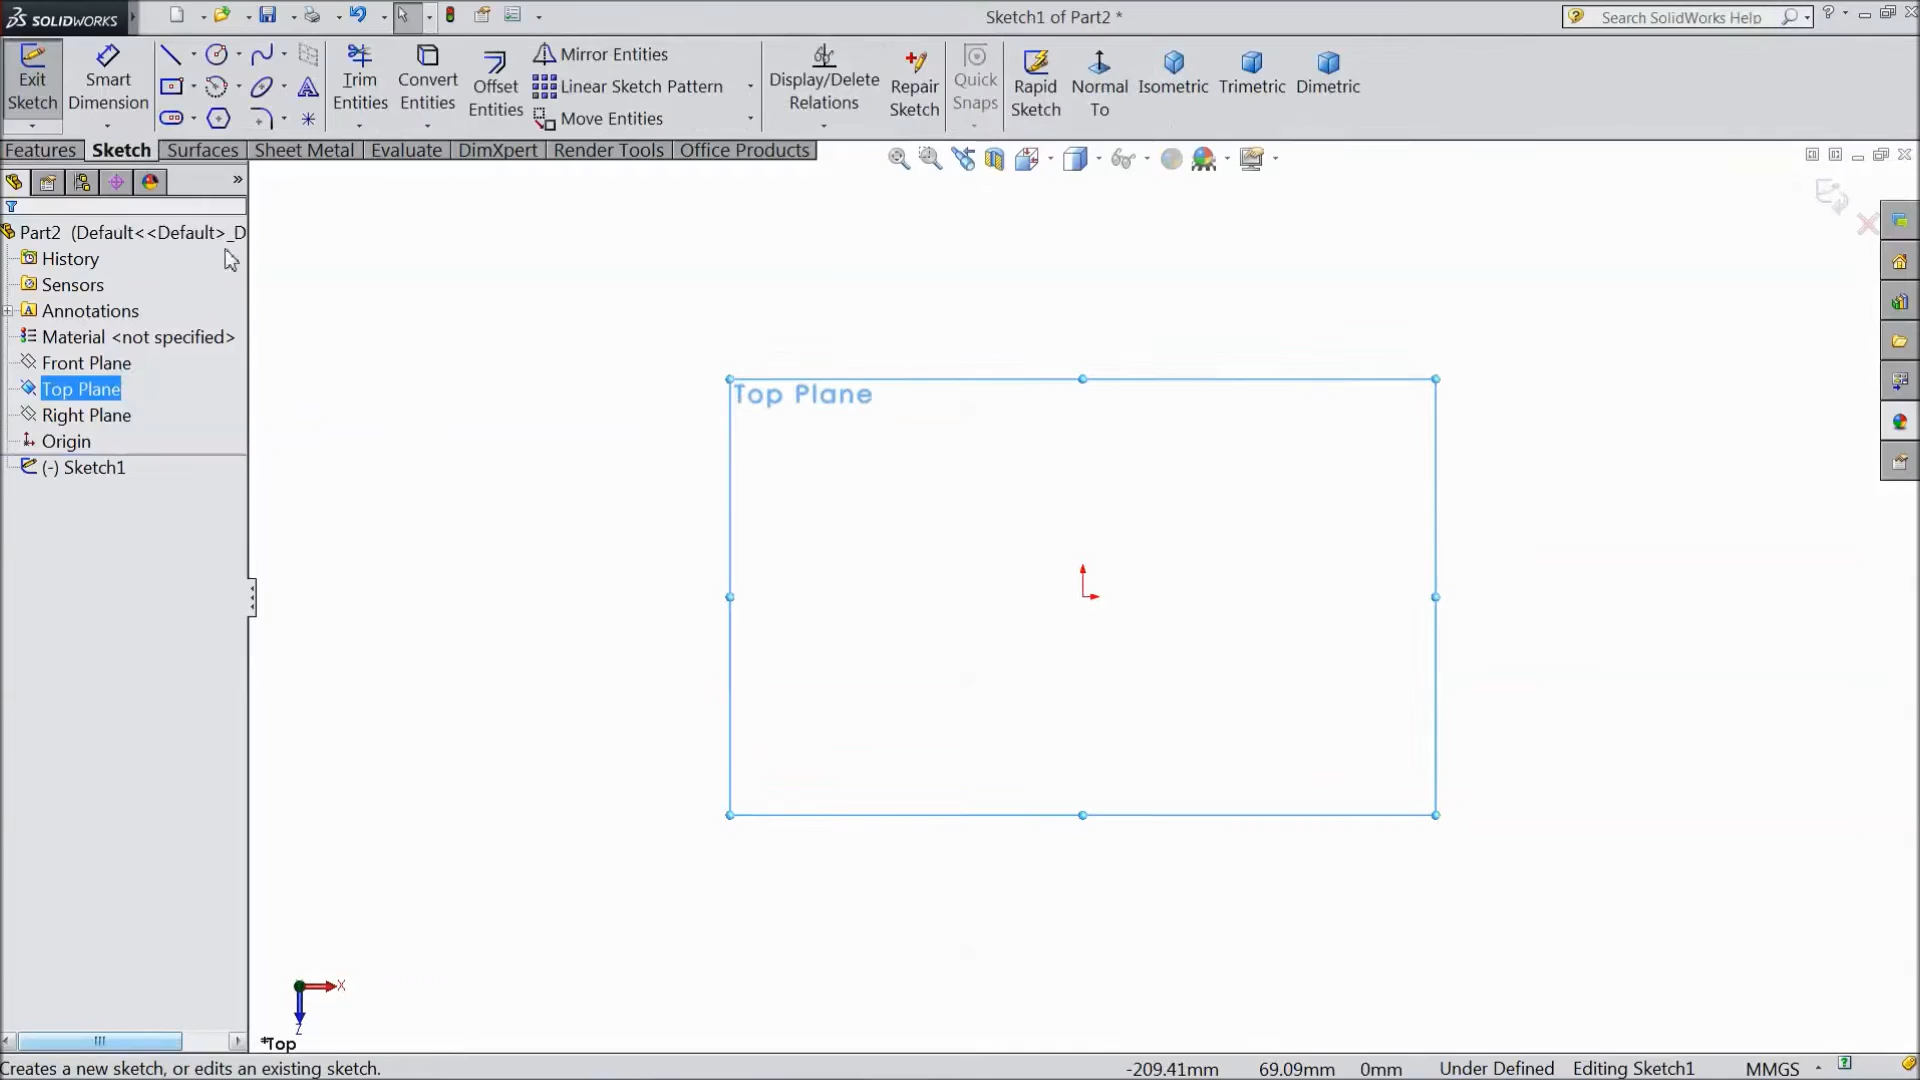 SOLIDWORKS
Sketch1 of Part2 *
Search SolidWorks Help
Exit Sketch
Smart Dimension
Trim Entities
Convert Entities
Offset Entities
Mirror Entities
Linear Sketch Pattern
Move Entities
Display/Delete Relations
Repair Sketch
Quick Snaps
Rapid Sketch
Normal To
Isometric
Trimetric
Dimetric
Features Sketch Surfaces Sheet Metal Evaluate DimXpert Render Tools Office Products
Part2 (Default<<Default>_D
History
Sensors
Annotations
Material <not specified>
Front Plane
Top Plane
Right Plane
Origin
(-) Sketch1
Top Plane
X
Z
*Top
Creates a new sketch, or edits an existing sketch.
-209.41mm 69.09mm 0mm Under Defined Editing Sketch1 MMGS